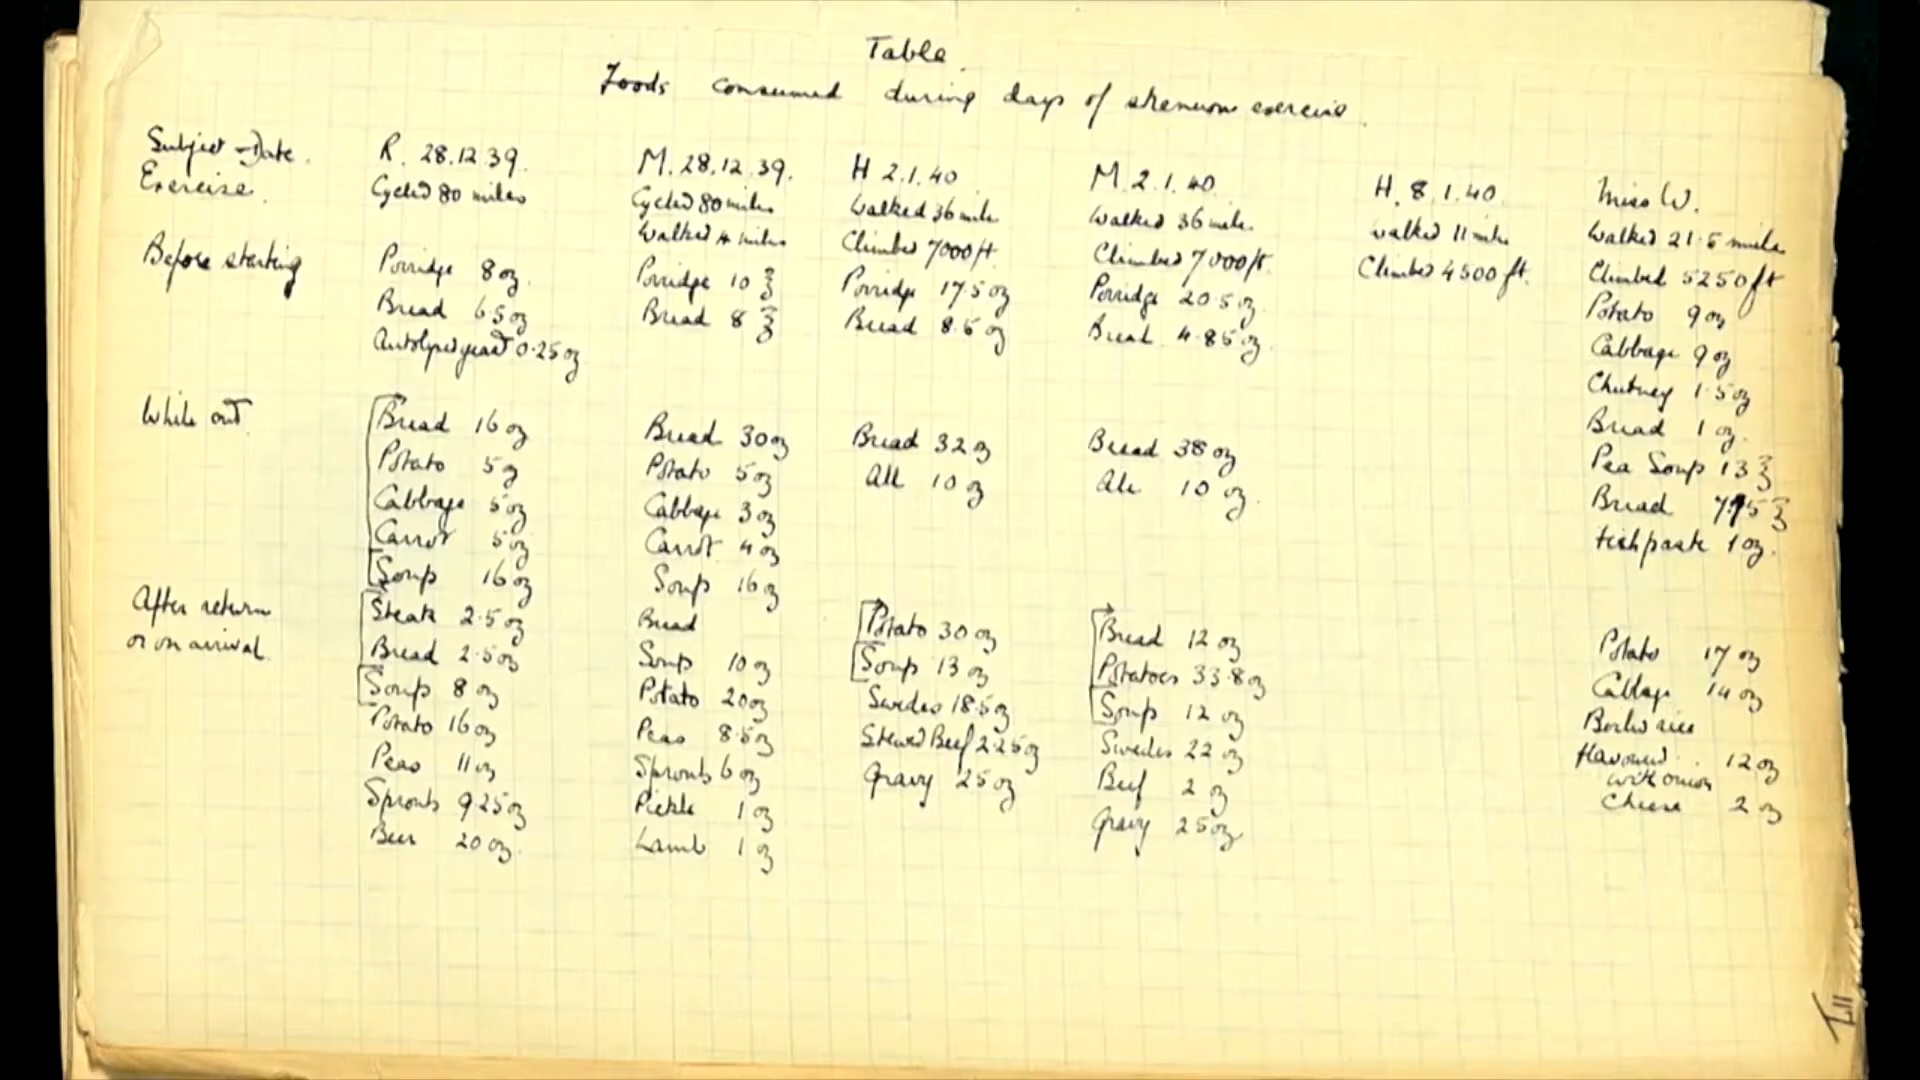 Table
Foods consumed during days of strenuous exercise.
Subject - Date. R. 28.12.39. M. 28.12.39. H 2.1.40 M. 2.1.40. H. 8.1.40. Miss W.
Exercise. Cycled 80 miles Cycled 80 miles Walked 36 miles Walked 36 miles. Walked 11 miles Walked 21.5 miles
Walked 4 miles Climbed 7000 ft. Climbed 7000 ft. Climbed 4500 ft. Climbed 5250 ft
Before starting Porridge 8 oz. Porridge 10 ℥ Porridge 17.5 oz Porridge 20.5 oz. Potato 9 oz
Bread 6.5 oz Bread 8 ℥ Bread 8.5 oz Bread 4.85 oz. Cabbage 9 oz
Autolysed yeast 0.25 oz Chutney 1.5 oz
While out Bread 16 oz Bread 30 oz Bread 32 oz Bread 38 oz Bread 1 oz.
Potato 5 oz Potato 5 oz Ale 10 oz Ale 10 oz. Pea Soup 13 ℥
Cabbage 5 oz Cabbage 3 oz Bread ℥
Carrot 5 oz Carrot 4 oz fishpaste 1 oz.
Soup 16 oz Soup 16 oz
After return Steak 2.5 oz Bread Potato 30 oz Bread 12 oz Potato 17 oz
or on arrival. Bread 2.5 oz Soup 10 oz Soup 13 oz Potatoes 33.8 oz Cabbage 14 oz
Soup 8 oz Potato 20 oz Swedes 18.5 oz Soup 12 oz Boiled rice
Potato 16 oz Peas 8.5 oz Stewed Beef 2.25 oz Swedes 22 oz flavoured 12 oz
with onion
Peas 11 oz Sprouts 6 oz Gravy 2.5 oz Beef 2 oz Cheese 2 oz
Sprouts 9.25 oz Pickle 1 oz Gravy 2.5 oz
Beer 20 oz. Lamb 1 oz